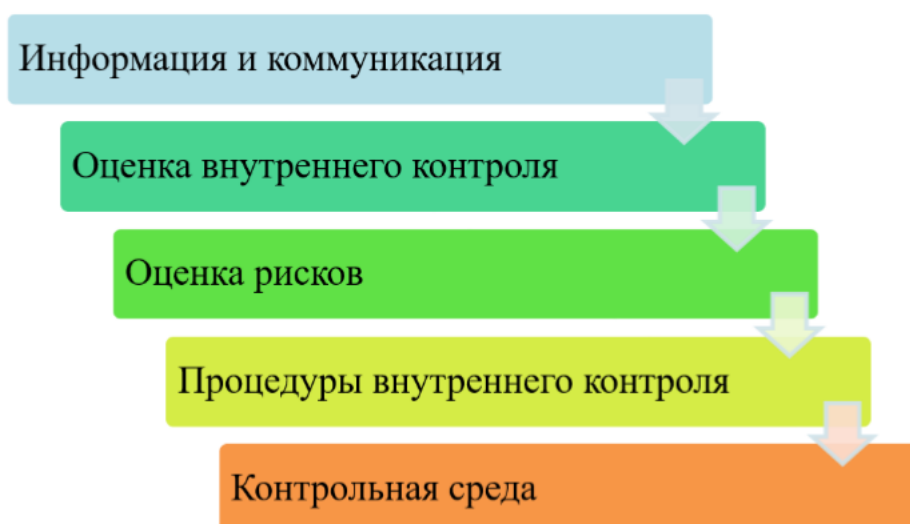 Информация и коммуникация
Оценка внутреннего контроля
Оценка рисков
Процедуры внутреннего контроля
Контрольная среда